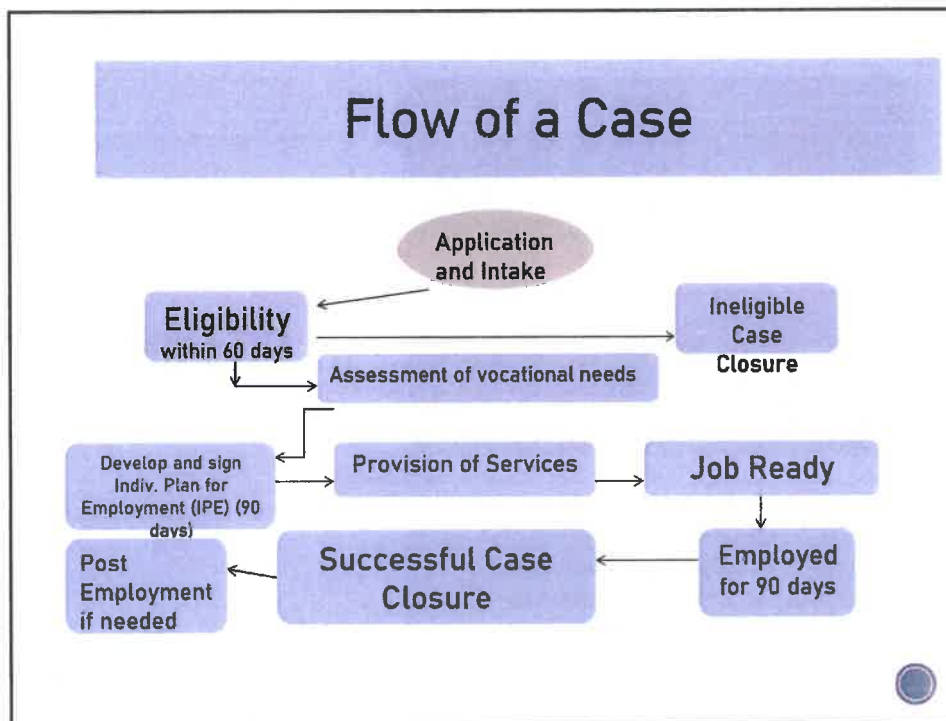 Flow of a Case
Application
and Intake
Eligibility
within 60 days
Ineligible
Case
Closure
Assessment of vocational needs
Develop and sign
Indiv. Plan for
Employment (IPE) (90
days)
Provision of Services
Job Ready
Post
Employment
if needed
Successful Case
Closure
Employed
for 90 days